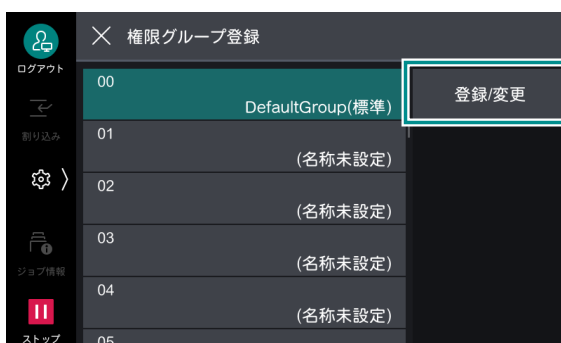 権限グループ登録
ログアウト
00
DefaultGroup(標準)
登録/変更
割り込み
01
(名称未設定)
02
(名称未設定)
03
(名称未設定)
ジョブ情報
04
(名称未設定)
ストップ
05